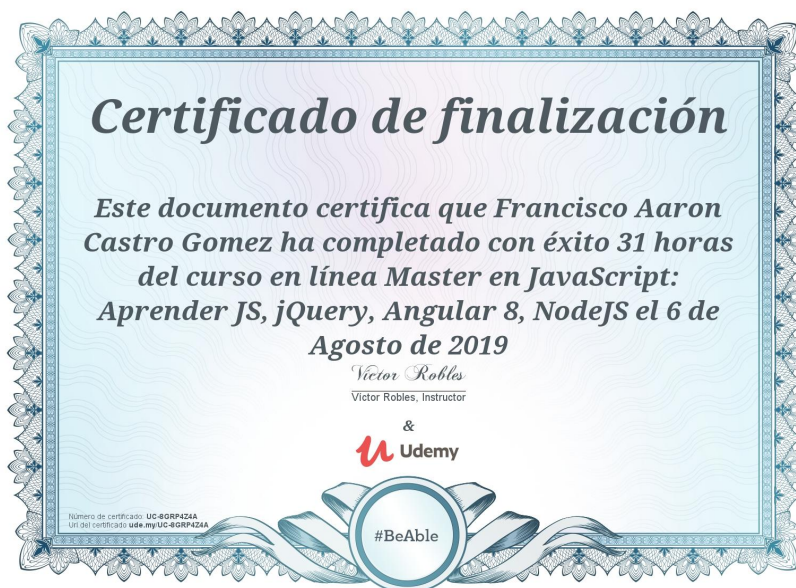 Certificado de finalización
Este documento certifica que Francisco Aaron
Castro Gomez ha completado con éxito 31 horas
del curso en línea Master en JavaScript:
Aprender JS, jQuery, Angular 8, NodeJS el 6 de
Agosto de 2019
Victor Robles
Victor Robles, Instructor
&
Udemy
Número de certificado: UC-8GRP4Z4A
Url del certificado ude.my/UC-8GRP4Z4A
#BeAble